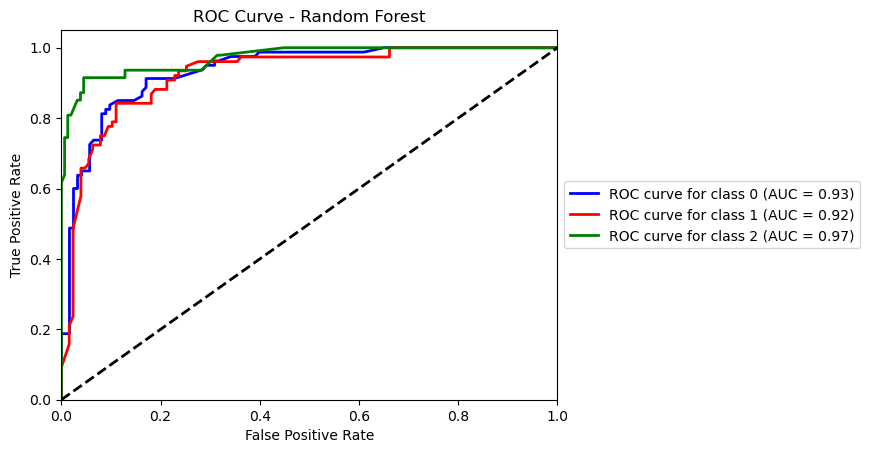 ROC Curve - Random Forest
1.0
0.8
0.6
0.4
0.2
0.0
True Positive Rate
0.0 0.2 0.4 0.6 0.8 1.0
False Positive Rate
ROC curve for class 0 (AUC = 0.93)
ROC curve for class 1 (AUC = 0.92)
ROC curve for class 2 (AUC = 0.97)